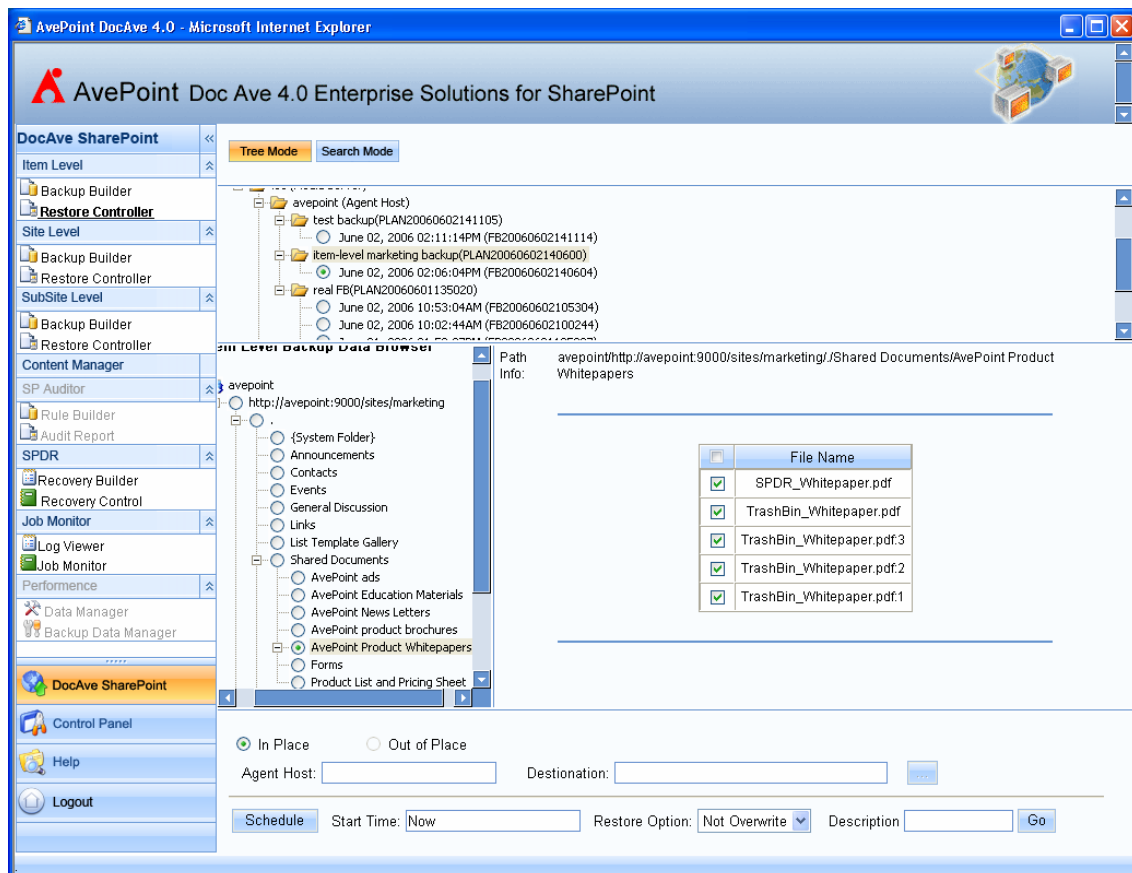 AvePoint DocAve 4.0 - Microsoft Internet Explorer
AvePoint Doc Ave 4.0 Enterprise Solutions for SharePoint
DocAve SharePoint
Item Level
Backup Builder
Restore Controller
Site Level
Backup Builder
Restore Controller
SubSite Level
Backup Builder
Restore Controller
Content Manager
SP Auditor
Rule Builder
Audit Report
SPDR
Recovery Builder
Recovery Control
Job Monitor
Log Viewer
Job Monitor
Performence
Data Manager
Backup Data Manager
DocAve SharePoint
Control Panel
Help
Logout
Tree Mode Search Mode
avepoint (Agent Host)
test backup(PLAN20060602141105)
June 02, 2006 02:11:14PM (FB20060602141114)
item-level marketing backup(PLAN20060602140600)
June 02, 2006 02:06:04PM (FB20060602140604)
real FB(PLAN20060601135020)
June 02, 2006 10:53:04AM (FB20060602105304)
June 02, 2006 10:02:44AM (FB20060602100244)
em Level Backup Data Browser
avepoint
http://avepoint:9000/sites/marketing
.
{System Folder}
Announcements
Contacts
Events
General Discussion
Links
List Template Gallery
Shared Documents
AvePoint ads
AvePoint Education Materials
AvePoint News Letters
AvePoint product brochures
AvePoint Product Whitepapers
Forms
Product List and Pricing Sheet
Path Info: avepoint/http://avepoint:9000/sites/marketing/./Shared Documents/AvePoint Product
Whitepapers
File Name
SPDR_Whitepaper.pdf
TrashBin_Whitepaper.pdf
TrashBin_Whitepaper.pdf:3
TrashBin_Whitepaper.pdf:2
TrashBin_Whitepaper.pdf:1
In Place Out of Place
Agent Host: Destionation: ...
Schedule Start Time: Now Restore Option: Not Overwrite Description Go